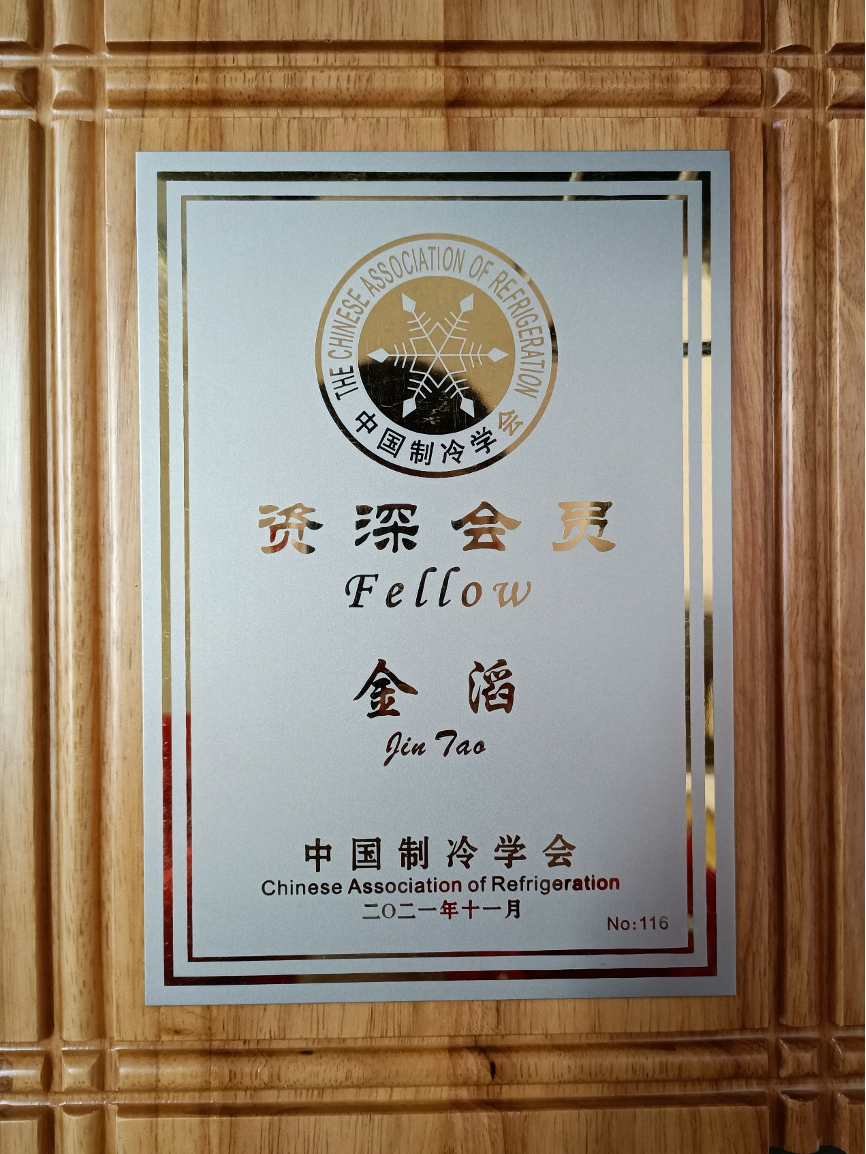 THE CHINESE ASSOCIATION OF REFRIGERATION
中国制冷学会
资深会员
Fellow
金滔
Jin Tao
中国制冷学会
Chinese Association of Refrigeration
二〇二一年十一月
No:116